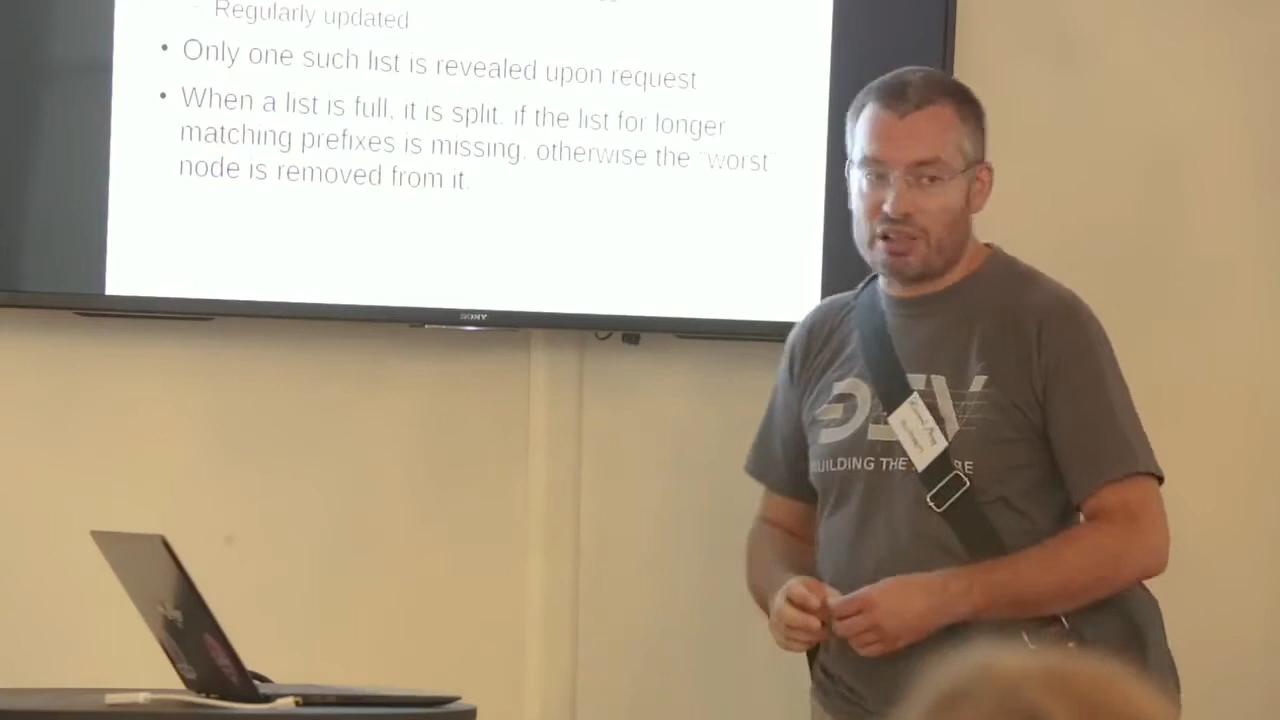 - Regularly updated
• Only one such list is revealed upon request
• When a list is full, it is split, if the list for longer
matching prefixes is missing, otherwise the "worst"
node is removed from it.
SONY
BUILDING THE